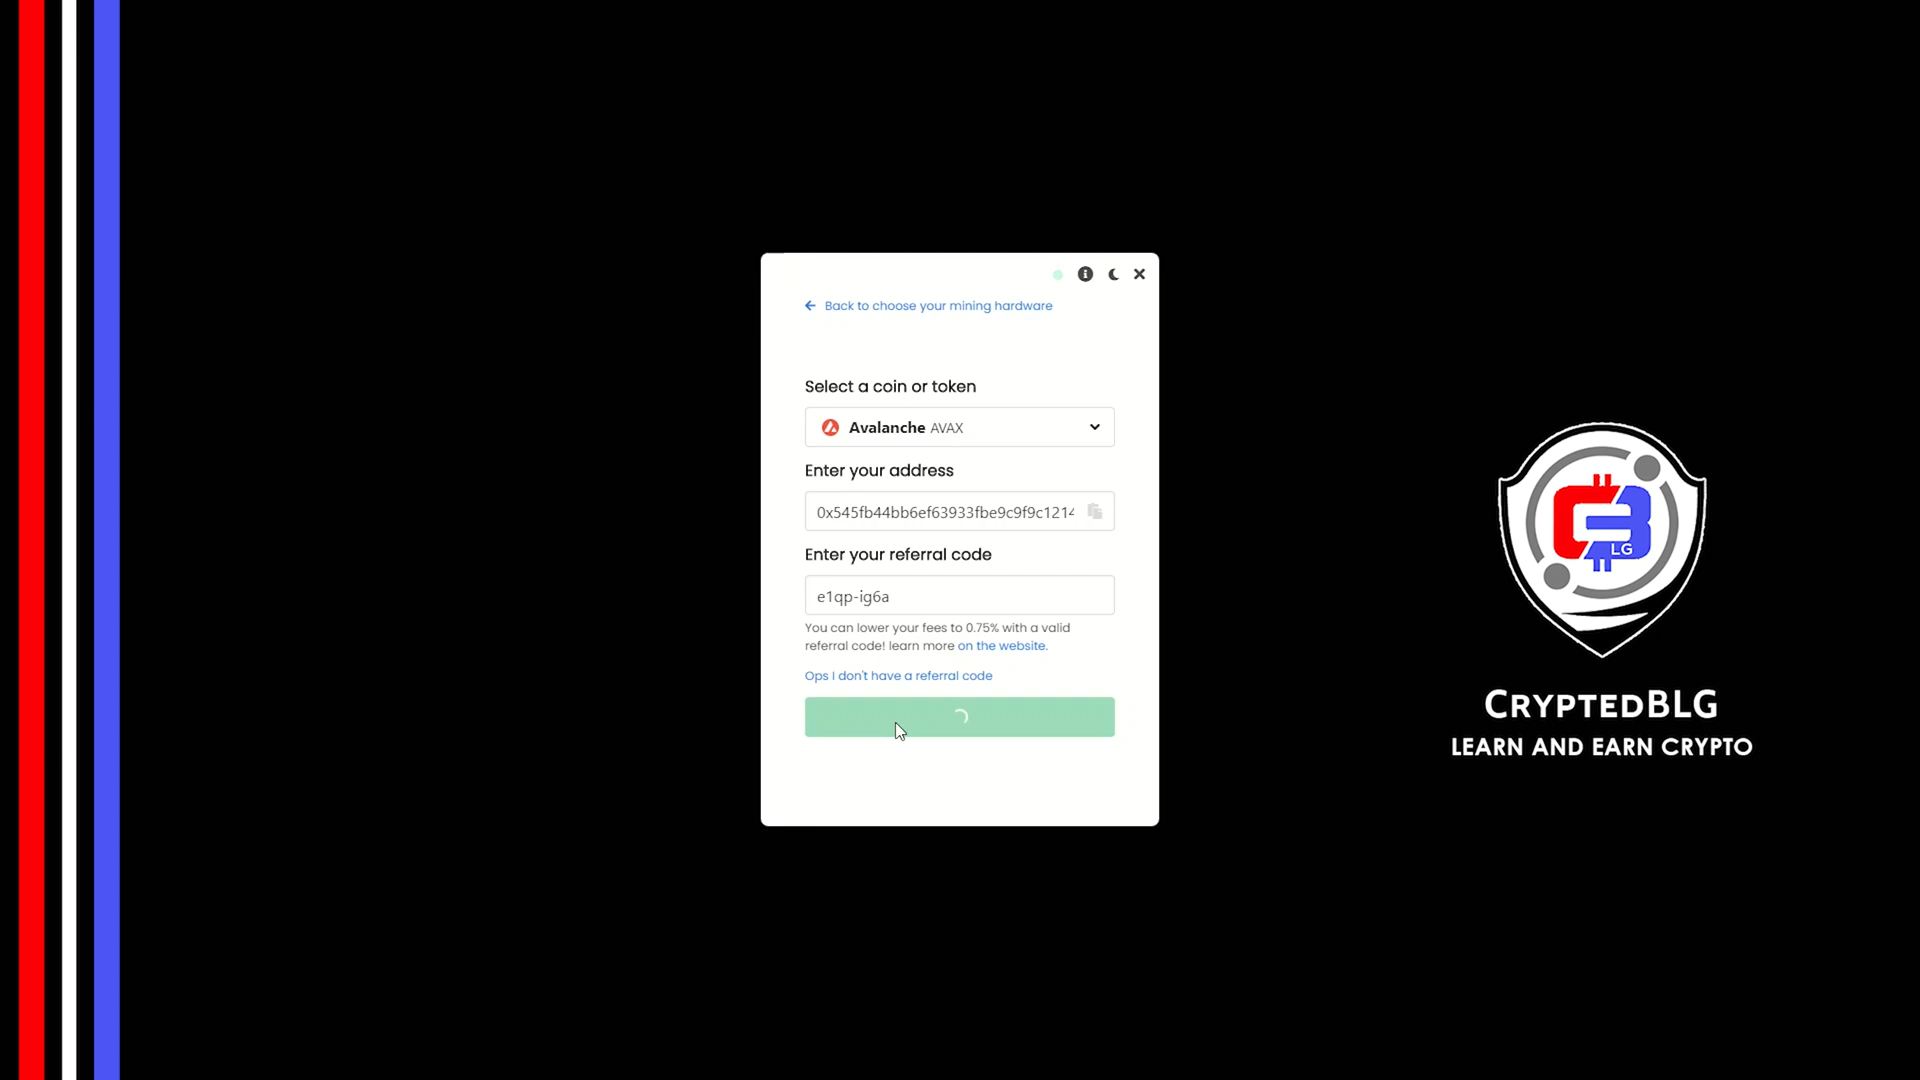 Back to choose your mining hardware
Select a coin or token
Avalanche AVAX
Enter your address
0x545fb44bb6ef63933fbe9c9f9c1214
Enter your referral code
e1qp-ig6a
You can lower your fees to 0.75% with a valid
referral code! learn more on the website.
Ops I don't have a referral code
LG
CryptedBLG
LEARN AND EARN CRYPTO